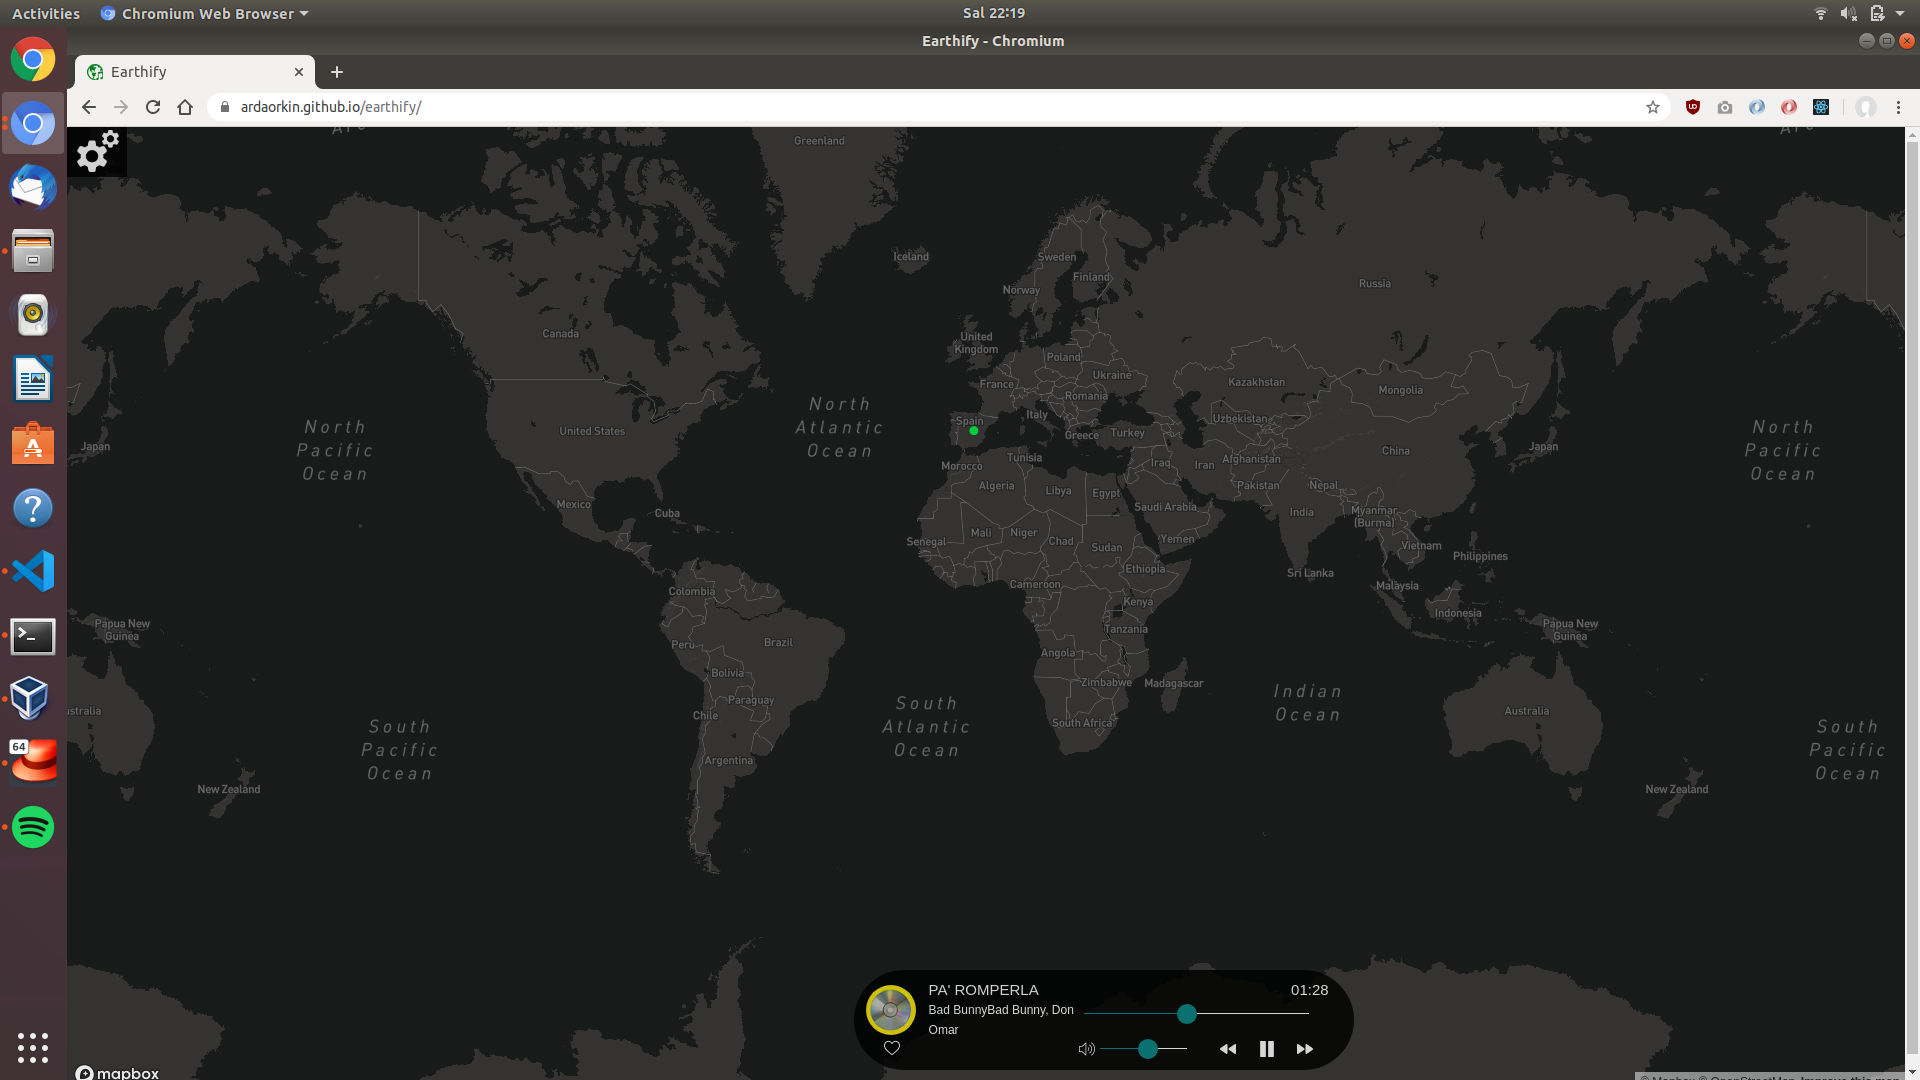 Activities
Chromium Web Browser
Sal 22:19
Earthify - Chromium
Earthify
ardaorkin.github.io/earthify/
Greenland
Iceland
Sweden
Finland
Norway
Russia
Canada
United
Kingdom
Poland
Ukraine
France
Kazakhstan
Mongolia
Romania
North
Atlantic
Ocean
Italy
Uzbekistan
Spain
North
Pacific
Ocean
United States
Greece
Turkey
North
Pacific
Ocean
Japan
Japan
China
Tunisia
Morocco
Iraq
Iran
Afghanistan
Algeria
Libya
Egypt
Pakistan
Nepal
Mexico
Cuba
Saudi Arabia
India
Myanmar
(Burma)
Mali
Niger
Chad
Senegal
Sudan
Yemen
Vietnam
Philippines
Ethiopia
Sri Lanka
Cameroon
Malaysia
Colombia
Kenya
Indonesia
Papua New
Guinea
Tanzania
Papua New
Guinea
Peru
Brazil
Angola
Bolivia
Zimbabwe
Madagascar
Indian
Ocean
Paraguay
South
Atlantic
Ocean
stralia
Chile
South Africa
Australia
South
Pacific
Ocean
South
Pacific
Ocean
Argentina
New Zealand
New Zealand
64
PA' ROMPERLA
01:28
Bad BunnyBad Bunny, Don
Omar
mapbox
© Mapbox © OpenStreetMap Improve this map